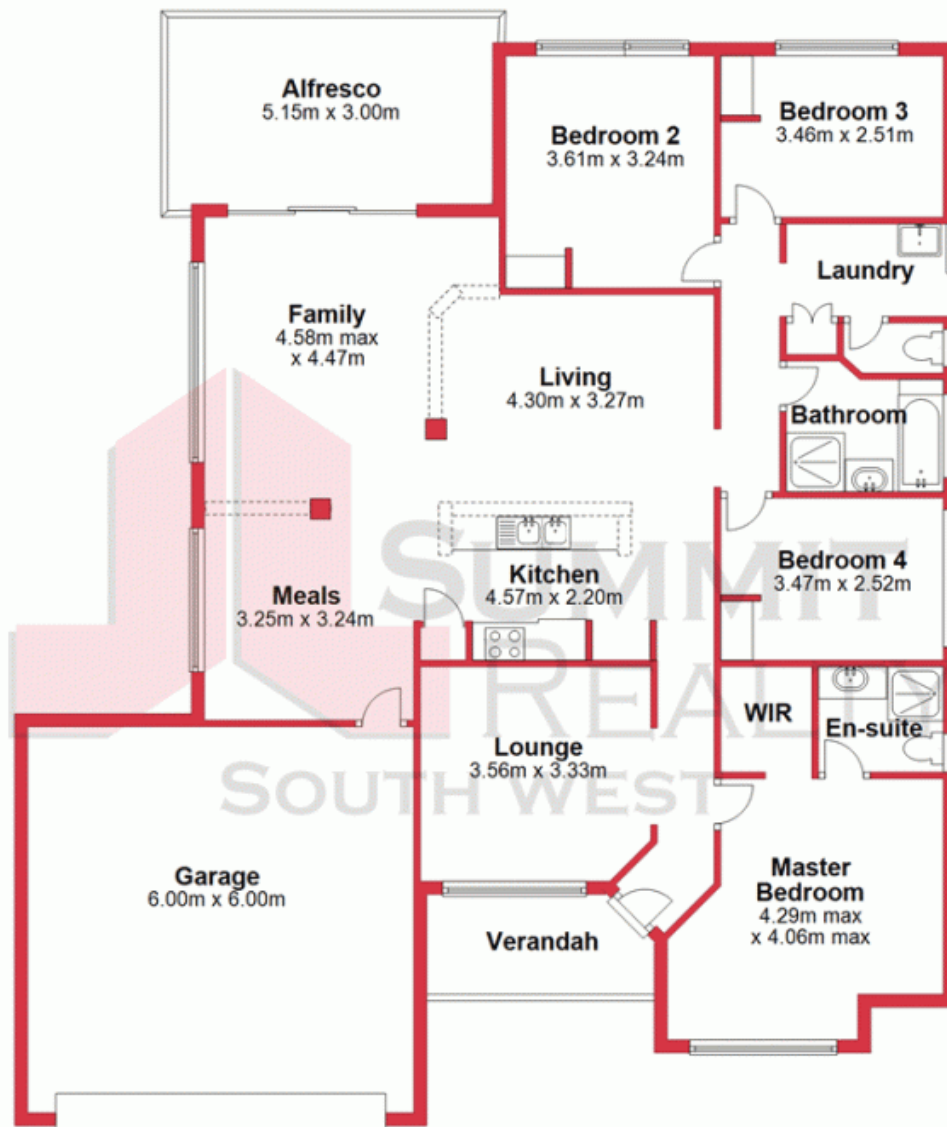 Alfresco
5.15m x 3.00m
Bedroom 2
3.61m x 3.24m
Bedroom 3
3.46m x 2.51m
Laundry
Family
4.58m max
x 4.47m
Living
4.30m x 3.27m
Bathroom
Meals
3.25m x 3.24m
Kitchen
4.57m x 2.20m
Bedroom 4
3.47m x 2.52m
WIR
En-suite
Lounge
3.56m x 3.33m
Garage
6.00m x 6.00m
Verandah
Master
Bedroom
4.29m max
x 4.06m max
SUMMIT
REALTY
SOUTH WEST